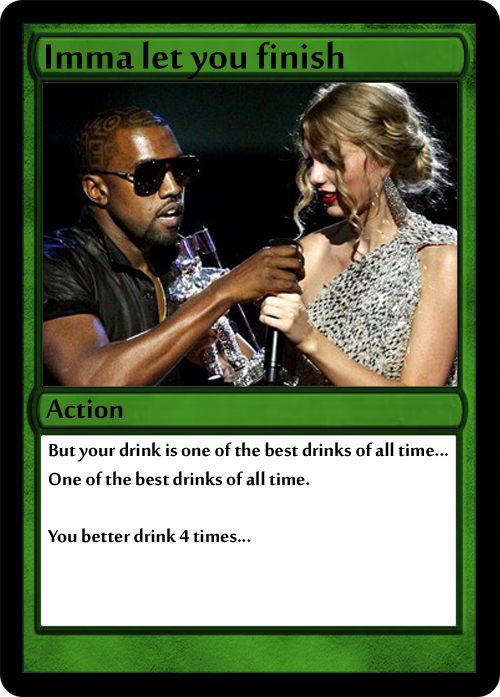 Imma let you finish
Action
But your drink is one of the best drinks of all time...
One of the best drinks of all time.
You better drink 4 times...